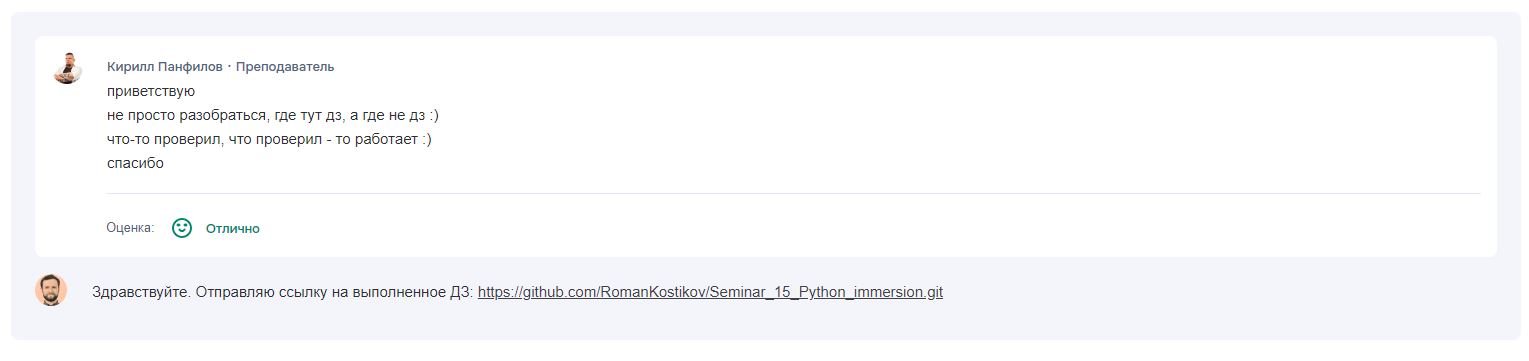 Кирилл Панфилов · Преподаватель
приветствую
не просто разобраться, где тут дз, а где не дз :)
что-то проверил, что проверил - то работает :)
спасибо
Оценка: Отлично
Здравствуйте. Отправляю ссылку на выполненное ДЗ: https://github.com/RomanKostikov/Seminar_15_Python_immersion.git